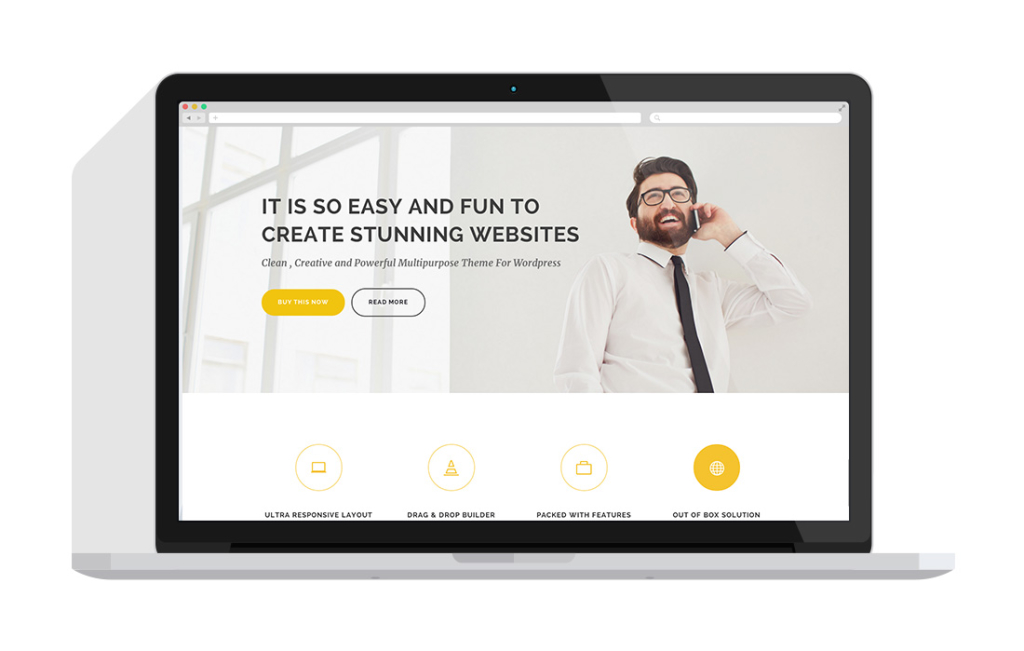 IT IS SO EASY AND FUN TO
CREATE STUNNING WEBSITES
Clean , Creative and Powerful Multipurpose Theme For Wordpress
BUY THIS NOW
READ MORE
ULTRA RESPONSIVE LAYOUT
DRAG & DROP BUILDER
PACKED WITH FEATURES
OUT OF BOX SOLUTION